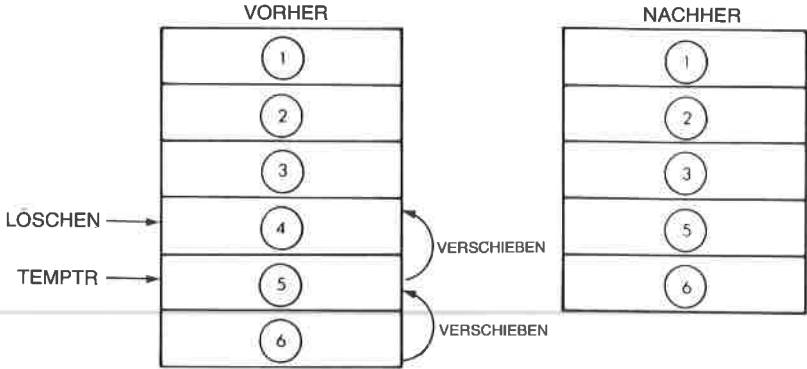 VORHER
1
2
3
LÖSCHEN
4
VERSCHIEBEN
TEMPTR
5
VERSCHIEBEN
6
NACHHER
1
2
3
5
6